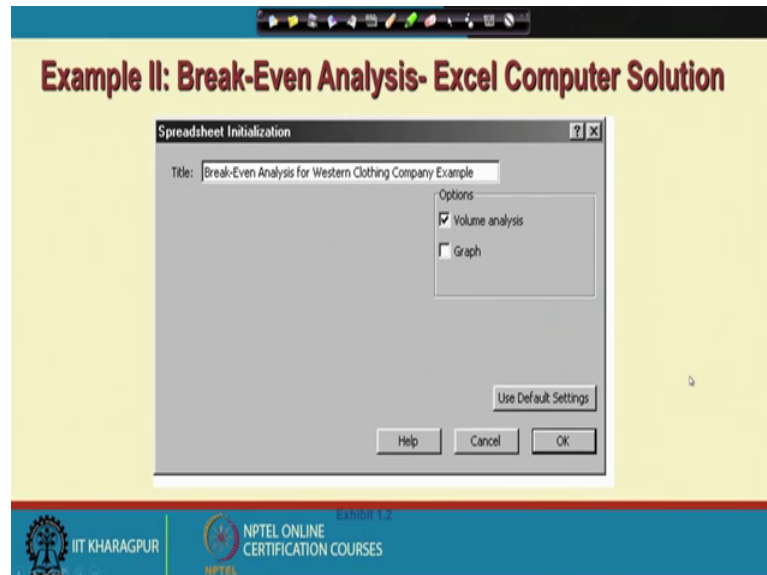 Example II: Break-Even Analysis- Excel Computer Solution
Spreadsheet Initialization
Title: Break-Even Analysis for Western Clothing Company Example
Options
Volume analysis
Graph
Use Default Settings
Help Cancel OK
Exhibit 1.2
IIT KHARAGPUR
NPTEL ONLINE
CERTIFICATION COURSES
NPTEL